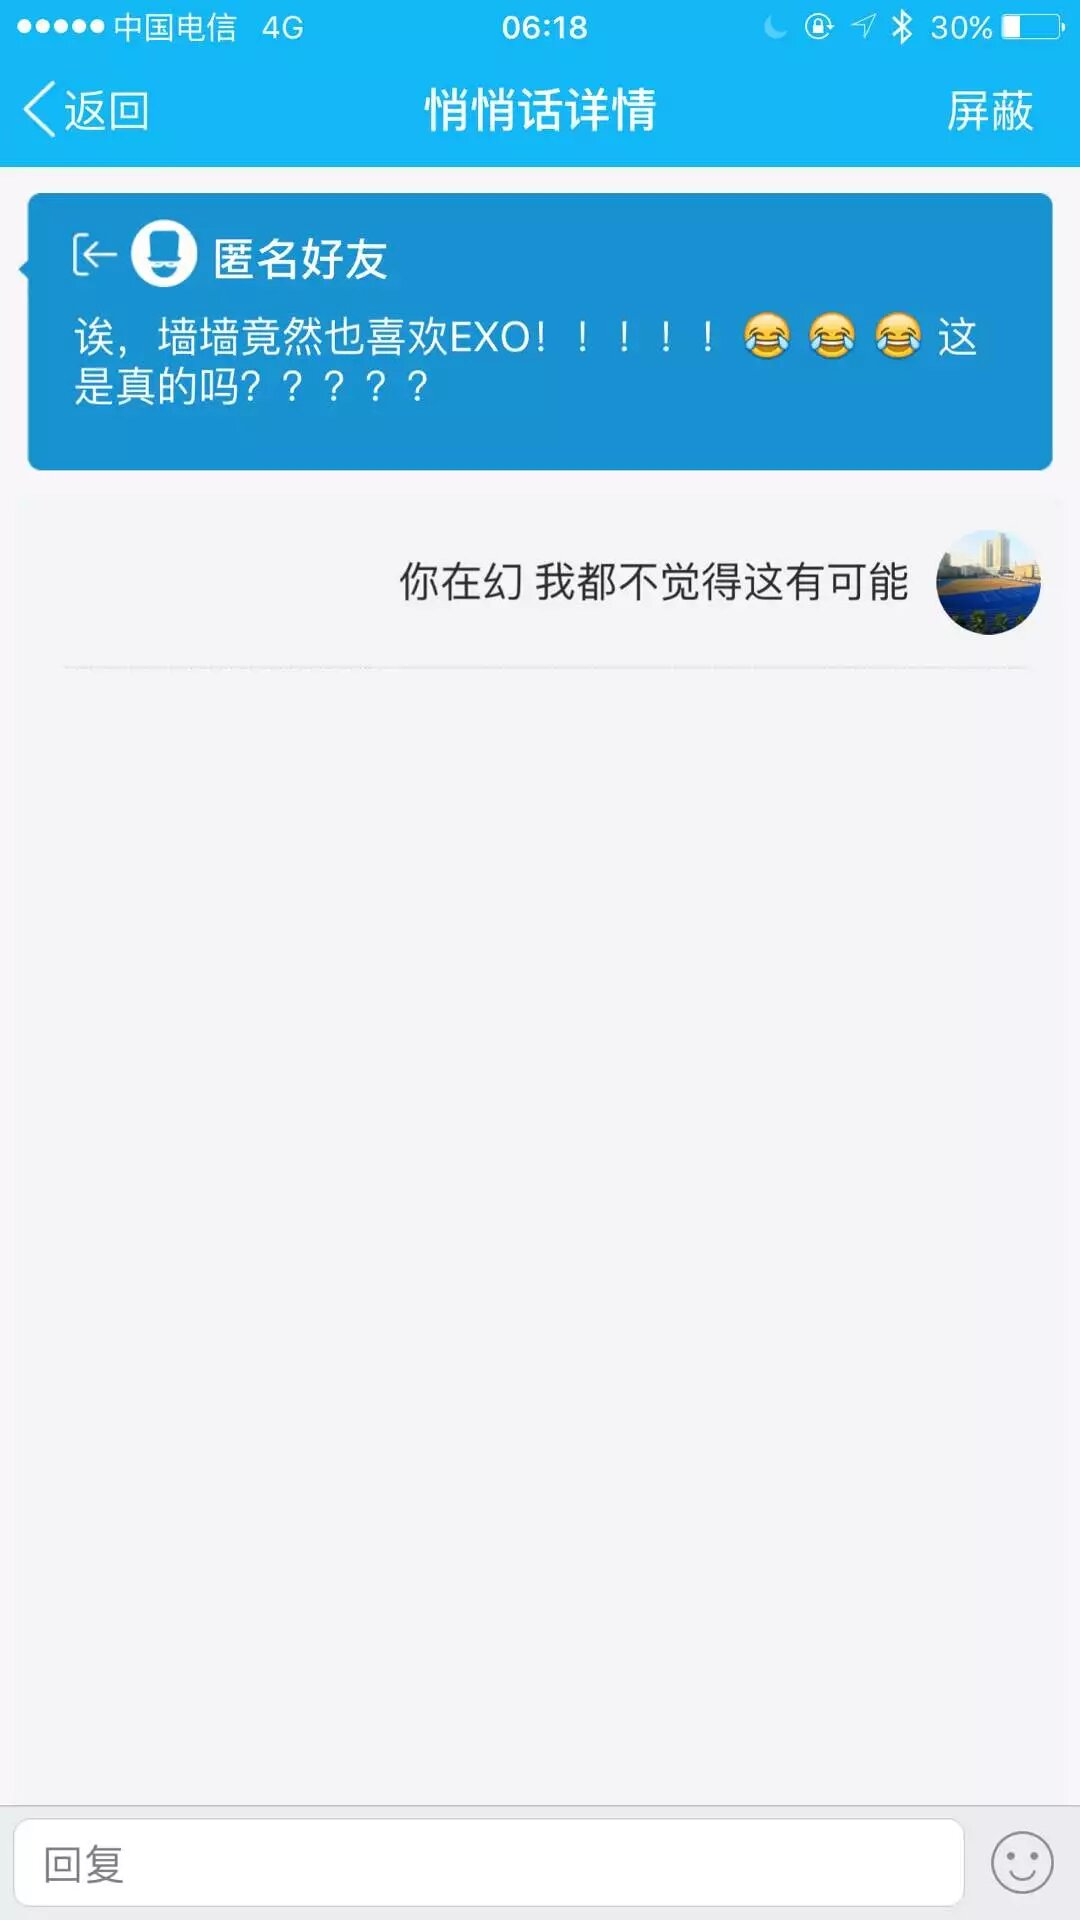 中国电信 4G 06:18 30%
返回 悄悄话详情 屏蔽
匿名好友
诶，墙墙竟然也喜欢EXO！！！！！😂😂😂这
是真的吗？？？？？
你在幻 我都不觉得这有可能
回复